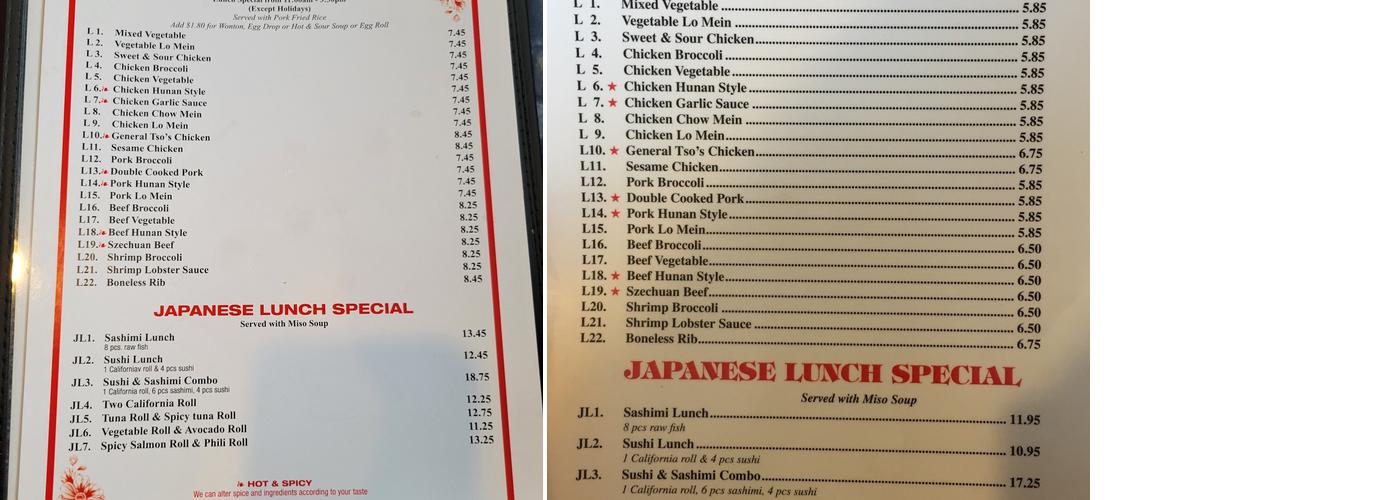 (Except Holidays)
Served with Pork Fried Rice
Add $1.80 for Wonton, Egg Drop or Hot & Sour Soup or Egg Roll
L 1. Mixed Vegetable 7.45
L 2. Vegetable Lo Mein 7.45
L 3. Sweet & Sour Chicken 7.45
L 4. Chicken Broccoli 7.45
L 5. Chicken Vegetable 7.45
L 6. Chicken Hunan Style 7.45
L 7. Chicken Garlic Sauce 7.45
L 8. Chicken Chow Mein 7.45
L 9. Chicken Lo Mein 7.45
L10. General Tso's Chicken 8.45
L11. Sesame Chicken 8.45
L12. Pork Broccoli 7.45
L13. Double Cooked Pork 7.45
L14. Pork Hunan Style 7.45
L15. Pork Lo Mein 7.45
L16. Beef Broccoli 8.25
L17. Beef Vegetable 8.25
L18. Beef Hunan Style 8.25
L19. Szechuan Beef 8.25
L20. Shrimp Broccoli 8.25
L21. Shrimp Lobster Sauce 8.25
L22. Boneless Rib 8.45
JAPANESE LUNCH SPECIAL
Served with Miso Soup
JL1. Sashimi Lunch 13.45
8 pcs. raw fish
JL2. Sushi Lunch 12.45
1 Californiav roll & 4 pcs sushi
JL3. Sushi & Sashimi Combo 18.75
1 California roll, 6 pcs sashimi, 4 pcs sushi
JL4. Two California Roll 12.25
JL5. Tuna Roll & Spicy tuna Roll 12.75
JL6. Vegetable Roll & Avocado Roll 11.25
JL7. Spicy Salmon Roll & Phili Roll 13.25
HOT & SPICY
We can alter spice and ingredients according to your taste
L 1. Mixed Vegetable 5.85
L 2. Vegetable Lo Mein 5.85
L 3. Sweet & Sour Chicken 5.85
L 4. Chicken Broccoli 5.85
L 5. Chicken Vegetable 5.85
L 6. ★ Chicken Hunan Style 5.85
L 7. ★ Chicken Garlic Sauce 5.85
L 8. Chicken Chow Mein 5.85
L 9. Chicken Lo Mein 5.85
L10. ★ General Tso's Chicken 6.75
L11. Sesame Chicken 6.75
L12. Pork Broccoli 5.85
L13. ★ Double Cooked Pork 5.85
L14. ★ Pork Hunan Style 5.85
L15. Pork Lo Mein 5.85
L16. Beef Broccoli 6.50
L17. Beef Vegetable 6.50
L18. ★ Beef Hunan Style 6.50
L19. ★ Szechuan Beef 6.50
L20. Shrimp Broccoli 6.50
L21. Shrimp Lobster Sauce 6.50
L22. Boneless Rib 6.75
JAPANESE LUNCH SPECIAL
Served with Miso Soup
JL1. Sashimi Lunch 11.95
8 pcs raw fish
JL2. Sushi Lunch 10.95
1 California roll & 4 pcs sushi
JL3. Sushi & Sashimi Combo 17.25
1 California roll, 6 pcs sashimi, 4 pcs sushi